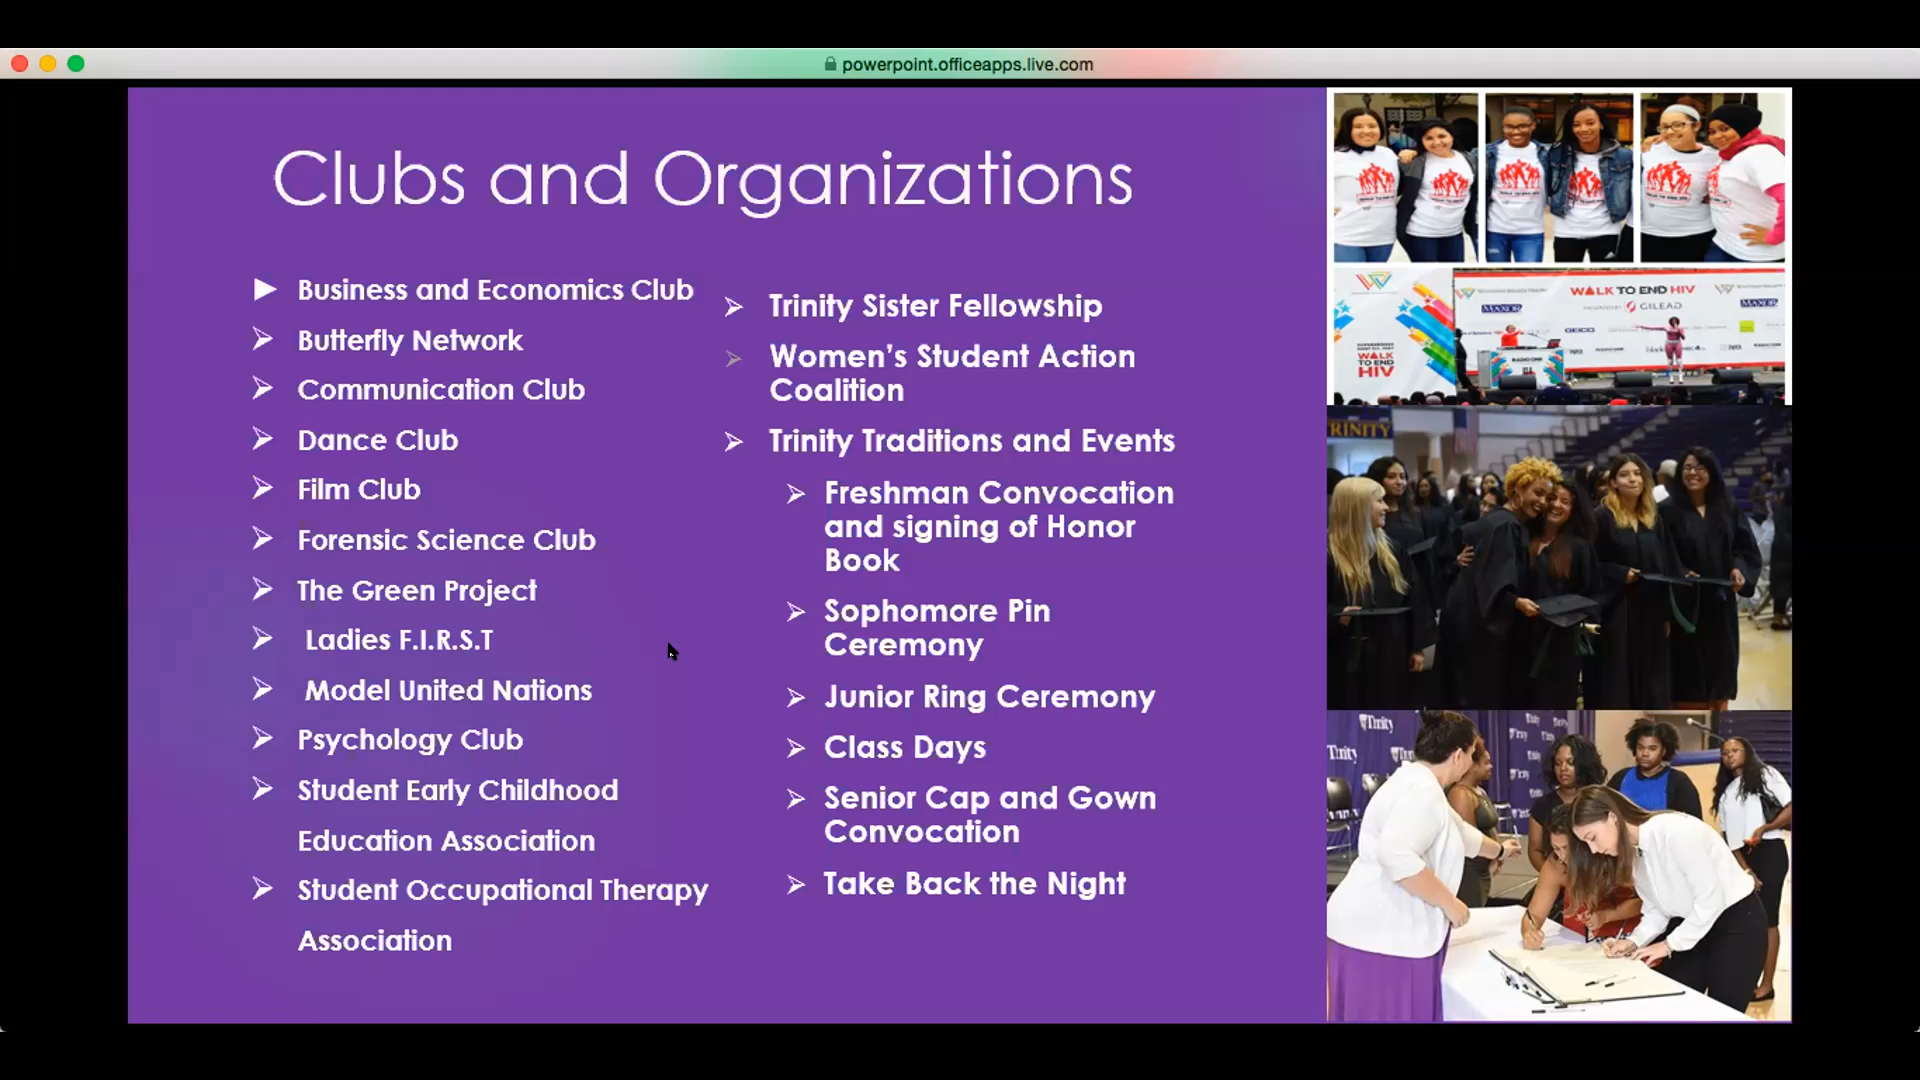 powerpoint.officeapps.live.com
Clubs and Organizations
Business and Economics Club
Butterfly Network
Communication Club
Dance Club
Film Club
Forensic Science Club
The Green Project
Ladies F.I.R.S.T
Model United Nations
Psychology Club
Student Early Childhood
Education Association
Student Occupational Therapy
Association
Trinity Sister Fellowship
Women's Student Action
Coalition
Trinity Traditions and Events
Freshman Convocation
and signing of Honor
Book
Sophomore Pin
Ceremony
Junior Ring Ceremony
Class Days
Senior Cap and Gown
Convocation
Take Back the Night
WALK TO END HIV
GILEAD
GEICO
WALK
TO END
HIV
TRINITY
Trinity
Trinity